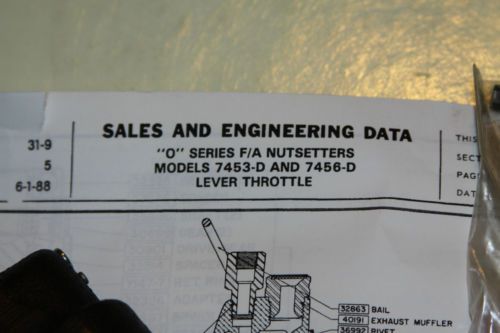 31-9
5
6-1-88
SALES AND ENGINEERING DATA
"O" SERIES F/A NUTSETTERS
MODELS 7453-D AND 7456-D
LEVER THROTTLE
THIS
SECT
PAG
DAT
32863 BAIL
40191 EXHAUST MUFFLER
36992 RIVET